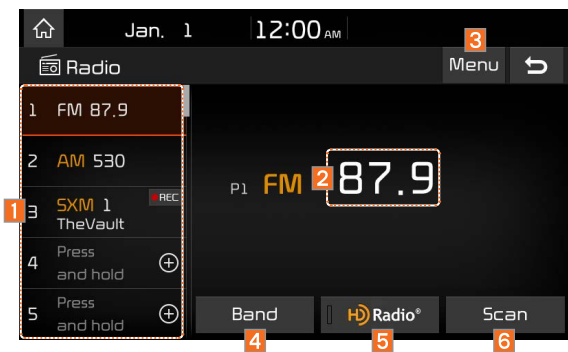 Jan. 1 12:00 AM
3
Radio Menu
1 FM 87.9
2 AM 530
1
3 SXM 1 REC
TheVault
4 Press
and hold
5 Press
and hold
P1 FM 2 87.9
Band HD Radio® Scan
4 5 6